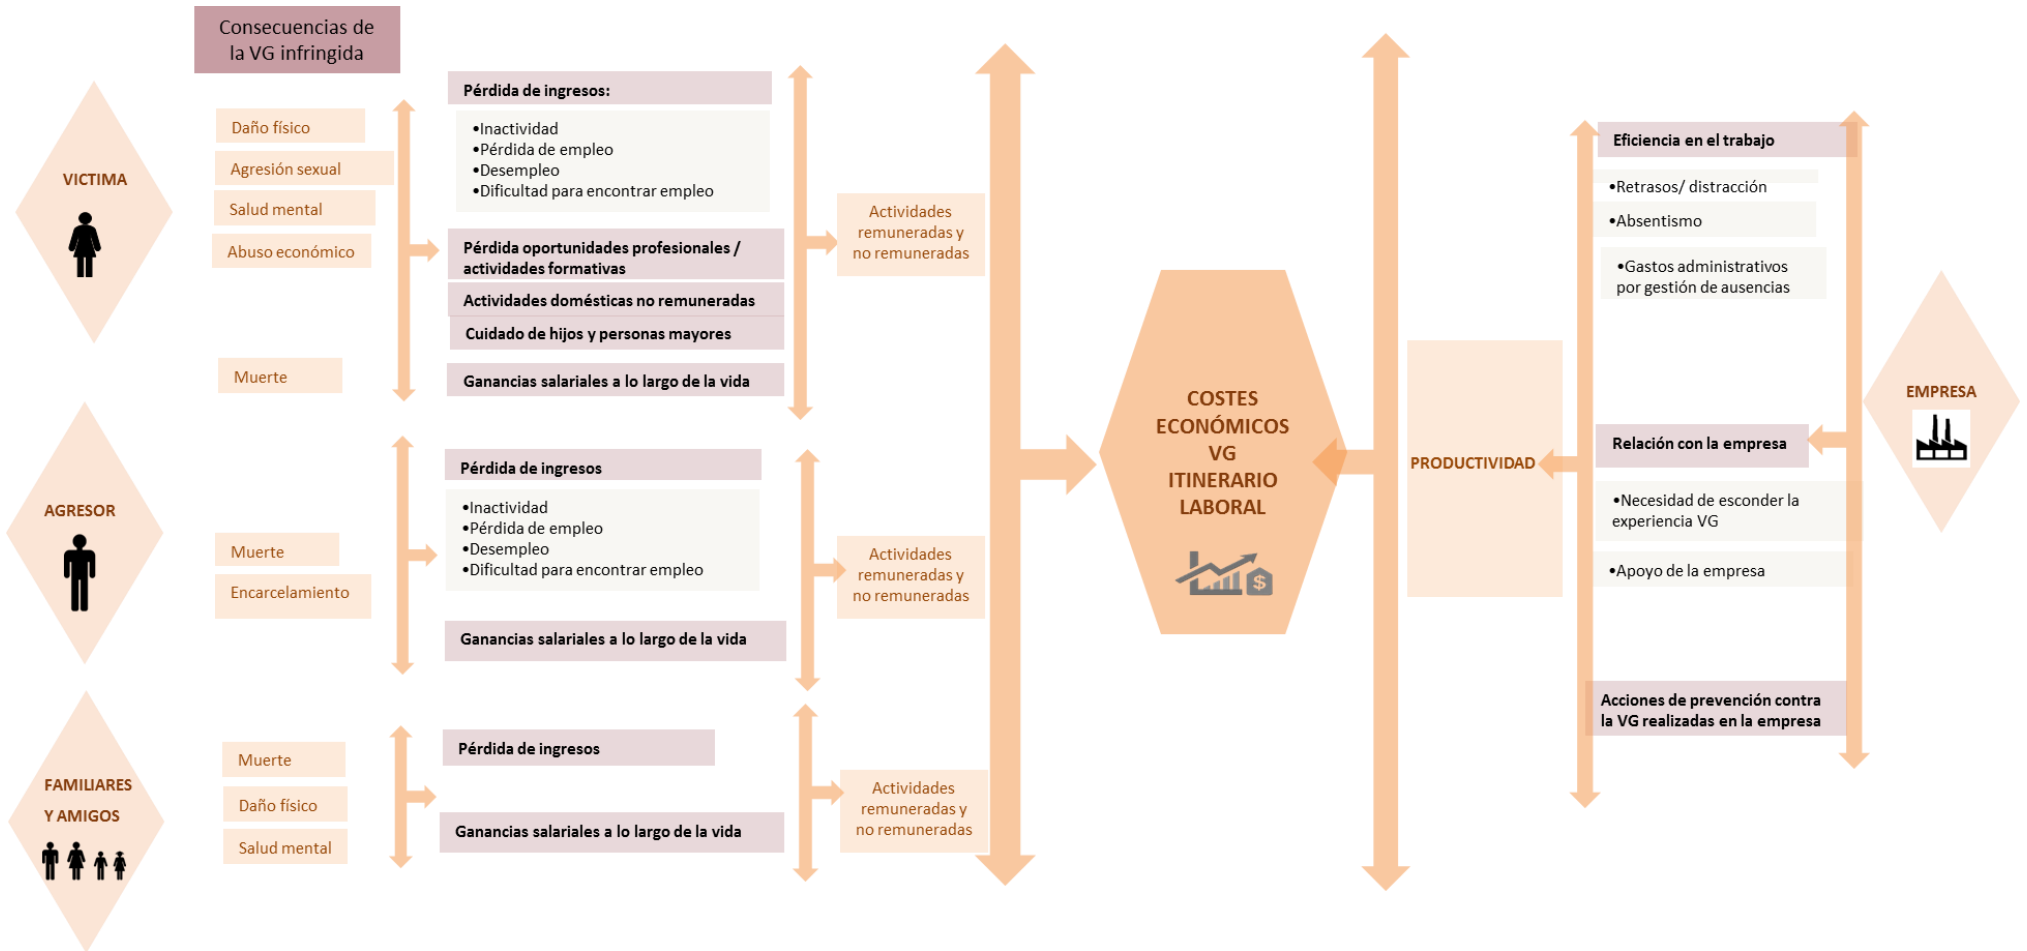 Consecuencias de
la VG infringida
VICTIMA
Daño físico
Agresión sexual
Salud mental
Abuso económico
Muerte
Pérdida de ingresos:
•Inactividad
•Pérdida de empleo
•Desempleo
•Dificultad para encontrar empleo
Pérdida oportunidades profesionales /
actividades formativas
Actividades domésticas no remuneradas
Cuidado de hijos y personas mayores
Ganancias salariales a lo largo de la vida
Actividades
remuneradas y
no remuneradas
AGRESOR
Muerte
Encarcelamiento
Pérdida de ingresos
•Inactividad
•Pérdida de empleo
•Desempleo
•Dificultad para encontrar empleo
Ganancias salariales a lo largo de la vida
Actividades
remuneradas y
no remuneradas
FAMILIARES
Y AMIGOS
Muerte
Daño físico
Salud mental
Pérdida de ingresos
Ganancias salariales a lo largo de la vida
Actividades
remuneradas y
no remuneradas
COSTES
ECONÓMICOS
VG
ITINERARIO
LABORAL
$
PRODUCTIVIDAD
Eficiencia en el trabajo
•Retrasos/ distracción
•Absentismo
•Gastos administrativos
por gestión de ausencias
Relación con la empresa
•Necesidad de esconder la
experiencia VG
•Apoyo de la empresa
Acciones de prevención contra
la VG realizadas en la empresa
EMPRESA